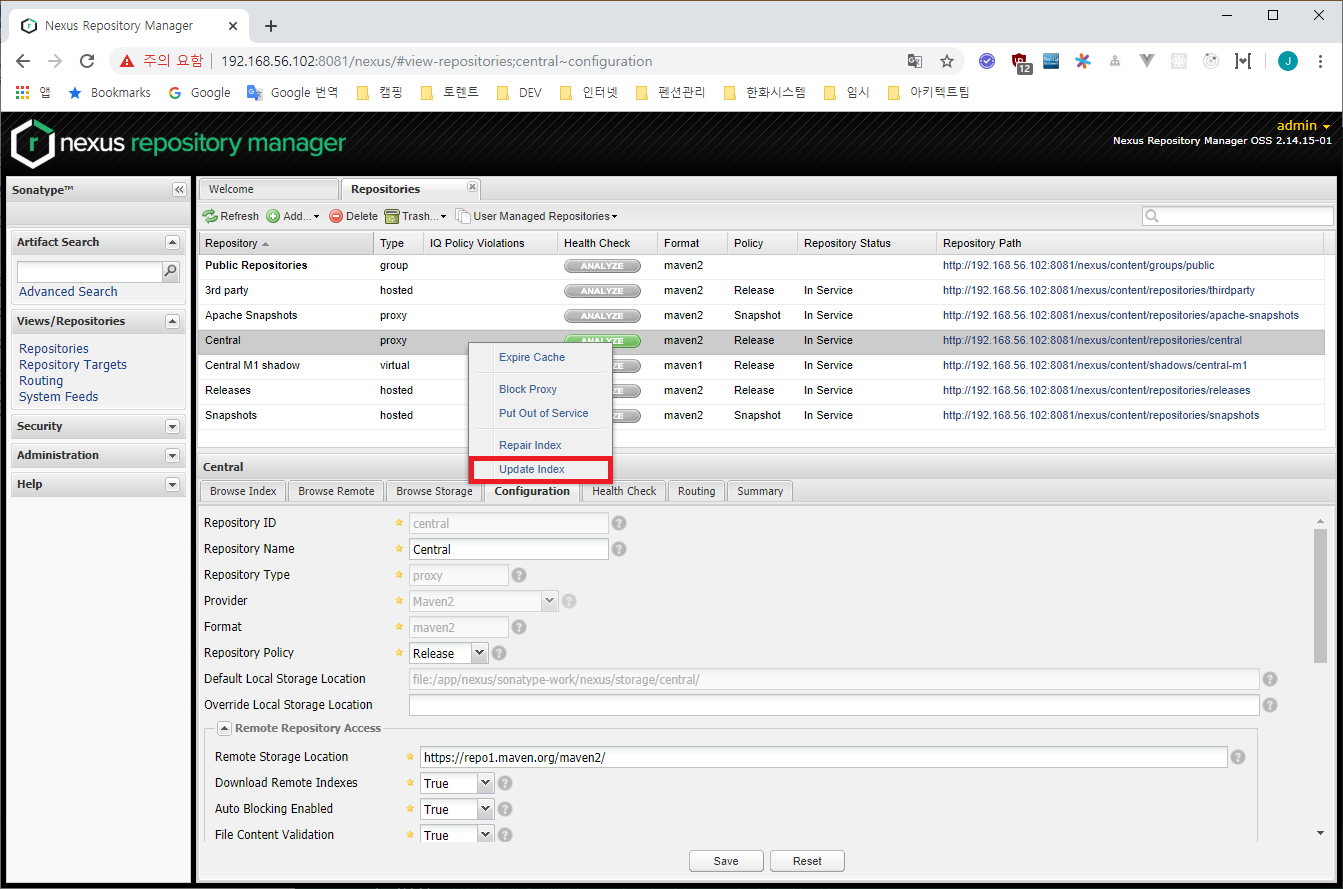 Nexus Repository Manager
주의 요함 192.168.56.102:8081/nexus/#view-repositories;central~configuration 12 J
앱 Bookmarks Google Google 번역 캠핑 토렌트 DEV 인터넷 펜션관리 한화시스템 임시 아키텍트팀
nexus repository manager
admin
Nexus Repository Manager OSS 2.14.15-01
Sonatype™
Artifact Search
Advanced Search
Views/Repositories
Repositories
Repository Targets
Routing
System Feeds
Security
Administration
Help
Welcome Repositories
Refresh Add... Delete Trash... User Managed Repositories
Repository Type IQ Policy Violations Health Check Format Policy Repository Status Repository Path
Public Repositories group ANALYZE maven2 http://192.168.56.102:8081/nexus/content/groups/public
3rd party hosted ANALYZE maven2 Release In Service http://192.168.56.102:8081/nexus/content/repositories/thirdparty
Apache Snapshots proxy ANALYZE maven2 Snapshot In Service http://192.168.56.102:8081/nexus/content/repositories/apache-snapshots
Central proxy ANALYZE maven2 Release In Service http://192.168.56.102:8081/nexus/content/repositories/central
Central M1 shadow virtual ZE maven1 Release In Service http://192.168.56.102:8081/nexus/content/shadows/central-m1
Releases hosted ZE maven2 Release In Service http://192.168.56.102:8081/nexus/content/repositories/releases
Snapshots hosted ZE maven2 Snapshot In Service http://192.168.56.102:8081/nexus/content/repositories/snapshots
Expire Cache
Block Proxy
Put Out of Service
Repair Index
Update Index
Central
Browse Index Browse Remote Browse Storage Configuration Health Check Routing Summary
Repository ID central
Repository Name Central
Repository Type proxy
Provider Maven2
Format maven2
Repository Policy Release
Default Local Storage Location file:/app/nexus/sonatype-work/nexus/storage/central/
Override Local Storage Location
Remote Repository Access
Remote Storage Location https://repo1.maven.org/maven2/
Download Remote Indexes True
Auto Blocking Enabled True
File Content Validation True
Save Reset